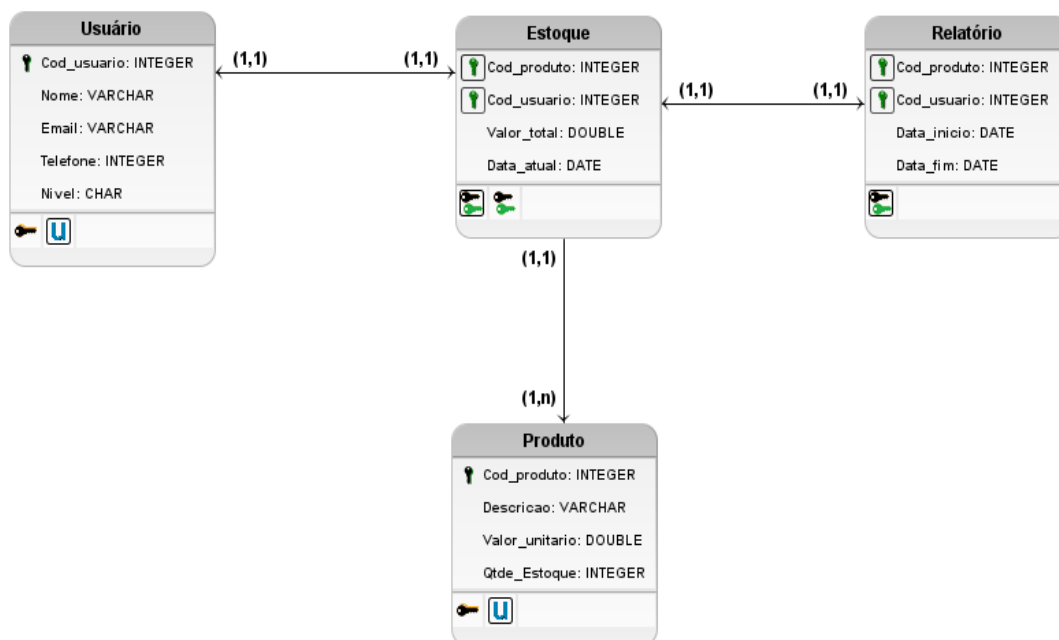 Usuário
Cod_usuario: INTEGER
Nome: VARCHAR
Email: VARCHAR
Telefone: INTEGER
Nivel: CHAR
U
(1,1)
(1,1)
Estoque
Cod_produto: INTEGER
Cod_usuario: INTEGER
Valor_total: DOUBLE
Data_atual: DATE
(1,1)
(1,1)
Relatório
Cod_produto: INTEGER
Cod_usuario: INTEGER
Data_inicio: DATE
Data_fim: DATE
(1,1)
(1,n)
Produto
Cod_produto: INTEGER
Descricao: VARCHAR
Valor_unitario: DOUBLE
Qtde_Estoque: INTEGER
U